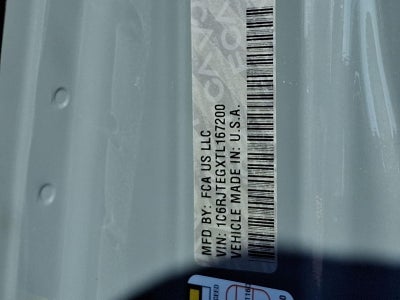 MFD BY: FCA US LLC
VIN: 1C6RJTEGXTL167200
VEHICLE MADE IN: U.S.A.